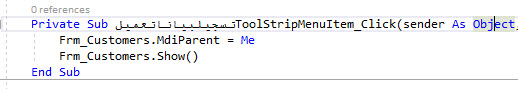 0 references
Private Sub تسجيلبياناتعميلToolStripMenuItem_Click(sender As Object,
Frm_Customers.MdiParent = Me
Frm_Customers.Show()
End Sub